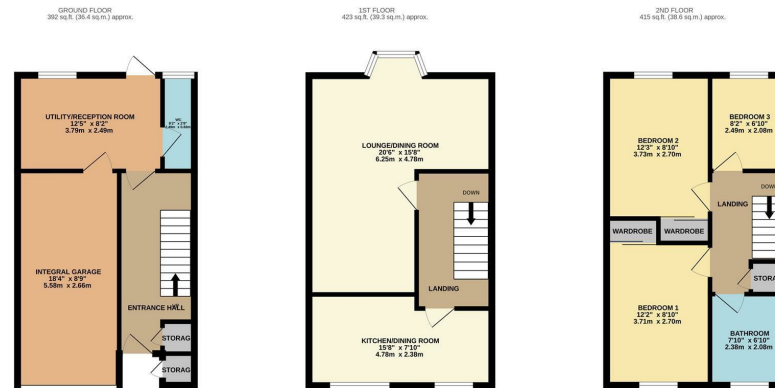 GROUND FLOOR
392 sq.ft. (36.4 sq.m.) approx.
UTILITY/RECEPTION ROOM
12'5" x 8'2"
3.79m x 2.49m
WC
INTEGRAL GARAGE
18'4" x 8'9"
5.58m x 2.66m
ENTRANCE HALL
STORAG
STORAG
1ST FLOOR
423 sq.ft. (39.3 sq.m.) approx.
LOUNGE/DINING ROOM
20'6" x 15'8"
6.25m x 4.78m
DOWN
LANDING
KITCHEN/DINING ROOM
15'8" x 7'10"
4.78m x 2.38m
2ND FLOOR
415 sq.ft. (38.6 sq.m.) approx.
BEDROOM 2
12'3" x 8'10"
3.73m x 2.70m
BEDROOM 3
8'2" x 6'10"
2.49m x 2.08m
DOWN
LANDING
WARDROBE
WARDROBE
STORA
BEDROOM 1
12'2" x 8'10"
3.71m x 2.70m
BATHROOM
7'10" x 6'10"
2.38m x 2.08m